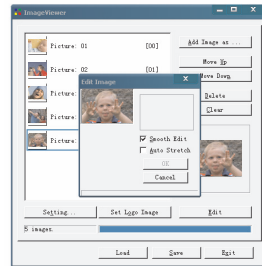 ImageViewer
Picture: 01 [00]
Add Image as ...
Move Up
Picture: 02 [01]
Move Down
Edit Image X
Picture:
Delete
Clear
Picture:
Smooth Edit
Picture:
Auto Stretch
OK
Cancel
Setting... Set Logo Image Edit
5 images.
Load Save Exit